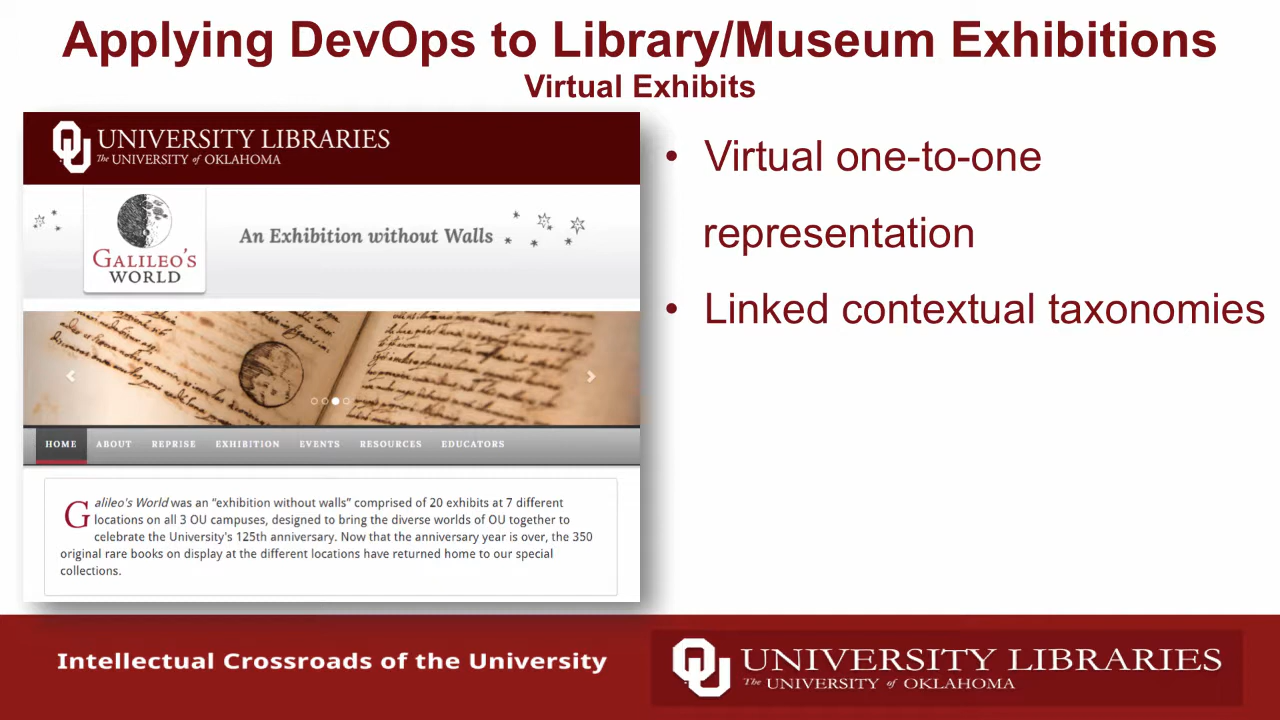 Applying DevOps to Library/Museum Exhibitions
Virtual Exhibits
UNIVERSITY LIBRARIES
The UNIVERSITY of OKLAHOMA
GALILEO'S
WORLD
An Exhibition without Walls
HOME ABOUT REPRISE EXHIBITION EVENTS RESOURCES EDUCATORS
Galileo's World was an “exhibition without walls” comprised of 20 exhibits at 7 different
locations on all 3 OU campuses, designed to bring the diverse worlds of OU together to
celebrate the University's 125th anniversary. Now that the anniversary year is over, the 350
original rare books on display at the different locations have returned home to our special
collections.
• Virtual one-to-one
representation
• Linked contextual taxonomies
Intellectual Crossroads of the University
UNIVERSITY LIBRARIES
The UNIVERSITY of OKLAHOMA